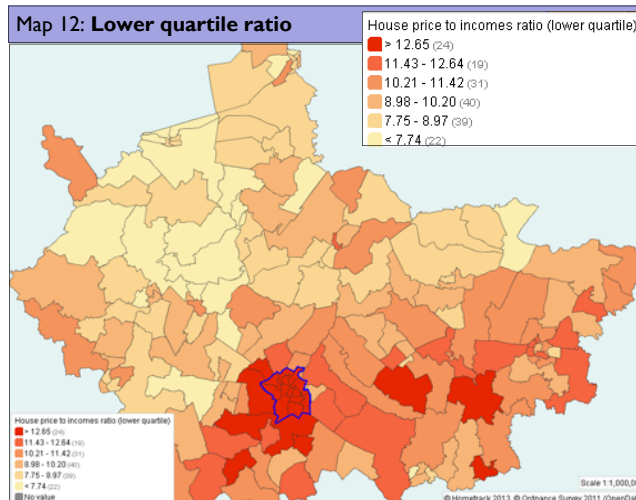 Map 12: Lower quartile ratio
House price to incomes ratio (lower quartile)
> 12.65 (24)
11.43 - 12.64 (19)
10.21 - 11.42 (31)
8.98 - 10.20 (40)
7.75 - 8.97 (39)
< 7.74 (22)
House price to incomes ratio (lower quartile)
> 12.65 (24)
11.43 - 12.64 (19)
10.21 - 11.42 (31)
8.98 - 10.20 (40)
7.75 - 8.97 (39)
< 7.74 (22)
No value
Scale 1:1,000,00
© Hometrack 2013, © Ordnance Survey 2011 (OpenDat